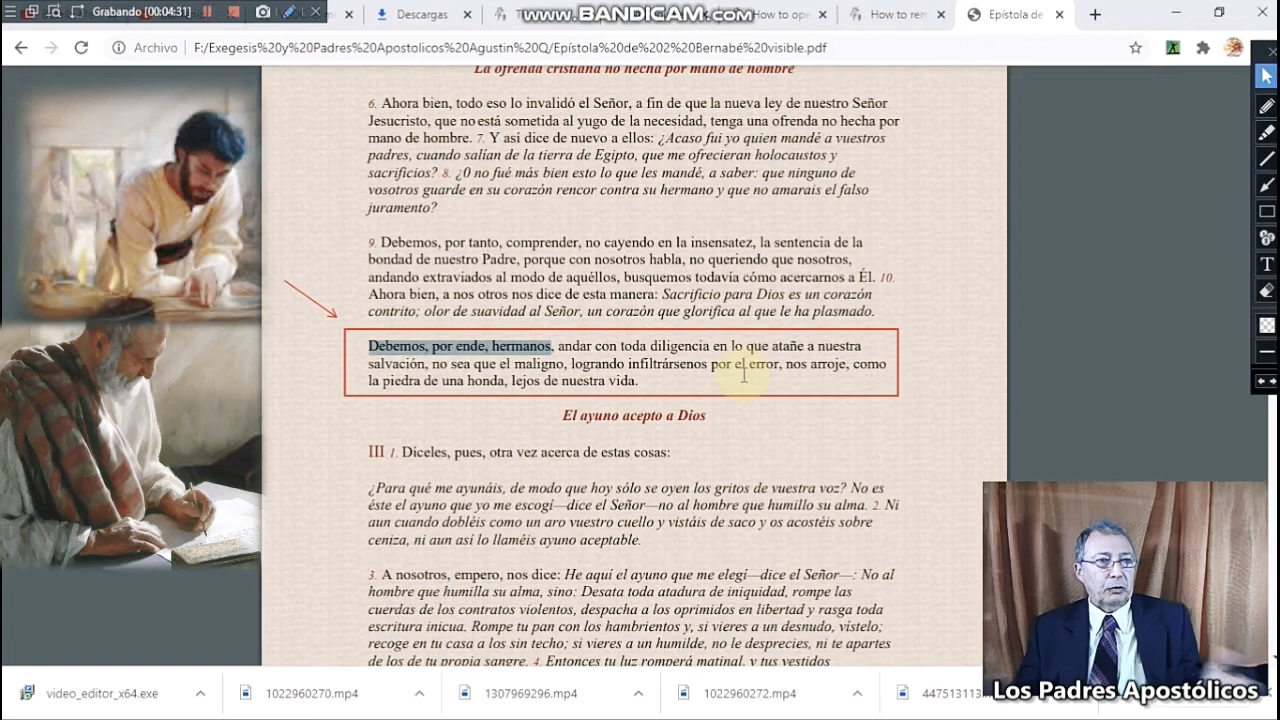 Grabando [00:04:31]
www.BANDICAM.com
Descargas
How to ope
How to ren
Epístola de
Archivo
F:/Exegesis%20y%20Padres%20Apostolicos%20Agustin%20Q/Epístola%20de%202%20Bernabé%20visible.pdf
La ofrenda cristiana no hecha por mano de hombre
6. Ahora bien, todo eso lo invalidó el Señor, a fin de que la nueva ley de nuestro Señor
Jesucristo, que no está sometida al yugo de la necesidad, tenga una ofrenda no hecha por
mano de hombre. 7. Y así dice de nuevo a ellos: ¿Acaso fui yo quien mandé a vuestros
padres, cuando salían de la tierra de Egipto, que me ofrecieran holocaustos y
sacrificios? 8. ¿0 no fué más bien esto lo que les mandé, a saber: que ninguno de
vosotros guarde en su corazón rencor contra su hermano y que no amarais el falso
juramento?
9. Debemos, por tanto, comprender, no cayendo en la insensatez, la sentencia de la
bondad de nuestro Padre, porque con nosotros habla, no queriendo que nosotros,
andando extraviados al modo de aquéllos, busquemos todavía cómo acercarnos a Él. 10.
Ahora bien, a nos otros nos dice de esta manera: Sacrificio para Dios es un corazón
contrito; olor de suavidad al Señor, un corazón que glorifica al que le ha plasmado.
Debemos, por ende, hermanos, andar con toda diligencia en lo que atañe a nuestra
salvación, no sea que el maligno, logrando infiltrársenos por el error, nos arroje, como
la piedra de una honda, lejos de nuestra vida.
El ayuno acepto a Dios
III 1. Díceles, pues, otra vez acerca de estas cosas:
¿Para qué me ayunáis, de modo que hoy sólo se oyen los gritos de vuestra voz? No es
éste el ayuno que yo me escogí—dice el Señor—no al hombre que humillo su alma. 2. Ni
aun cuando dobléis como un aro vuestro cuello y vistáis de saco y os acostéis sobre
ceniza, ni aun así lo llaméis ayuno aceptable.
3. A nosotros, empero, nos dice: He aquí el ayuno que me elegí—dice el Señor—: No al
hombre que humilla su alma, sino: Desata toda atadura de iniquidad, rompe las
cuerdas de los contratos violentos, despacha a los oprimidos en libertad y rasga toda
escritura inicua. Rompe tu pan con los hambrientos y, si vieres a un desnudo, vístelo;
recoge en tu casa a los sin techo; si vieres a un humilde, no le desprecies, ni te apartes
de los de tu propia sangre. 4. Entonces tu luz romperá matinal, y tus vestidos
Los Padres Apostólicos
video_editor_x64.exe
1022960270.mp4
1307969296.mp4
1022960272.mp4
447513113.m